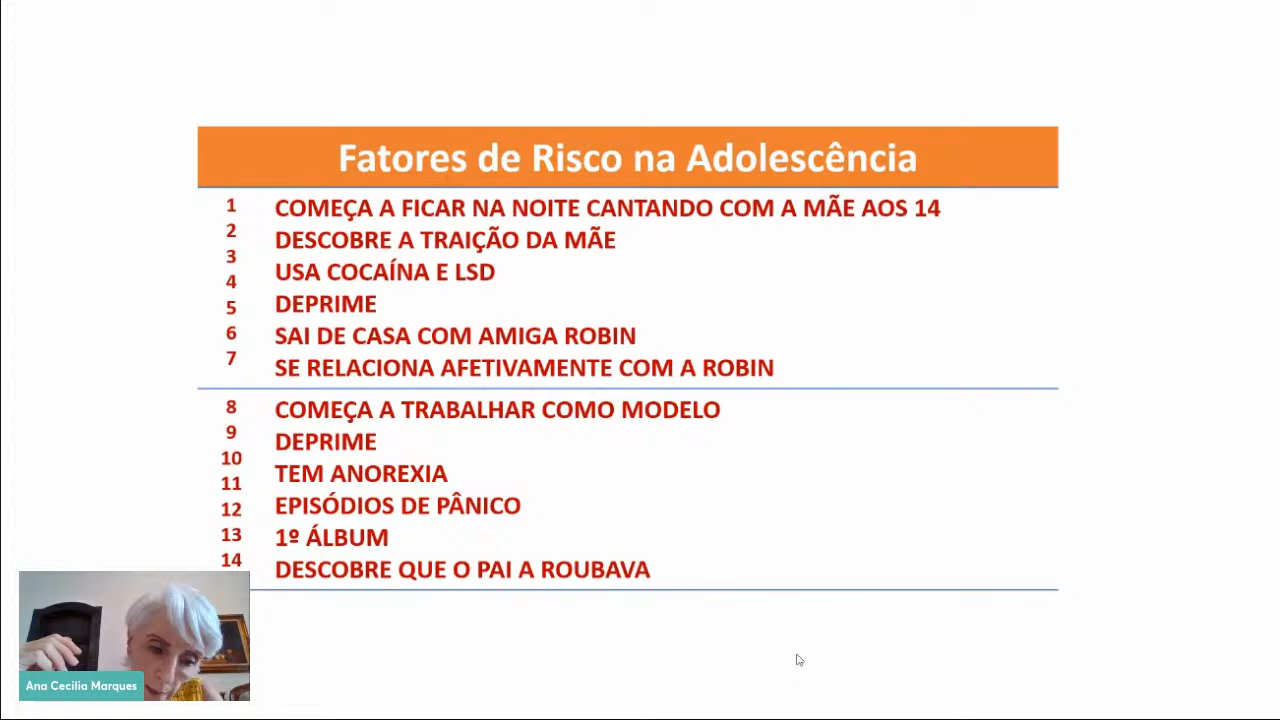 Fatores de Risco na Adolescência
1
2
3
4
5
6
7
COMEÇA A FICAR NA NOITE CANTANDO COM A MÃE AOS 14
DESCOBRE A TRAIÇÃO DA MÃE
USA COCAÍNA E LSD
DEPRIME
SAI DE CASA COM AMIGA ROBIN
SE RELACIONA AFETIVAMENTE COM A ROBIN
8
9
10
11
12
13
14
COMEÇA A TRABALHAR COMO MODELO
DEPRIME
TEM ANOREXIA
EPISÓDIOS DE PÂNICO
1º ÁLBUM
DESCOBRE QUE O PAI A ROUBAVA
Ana Cecilia Marques